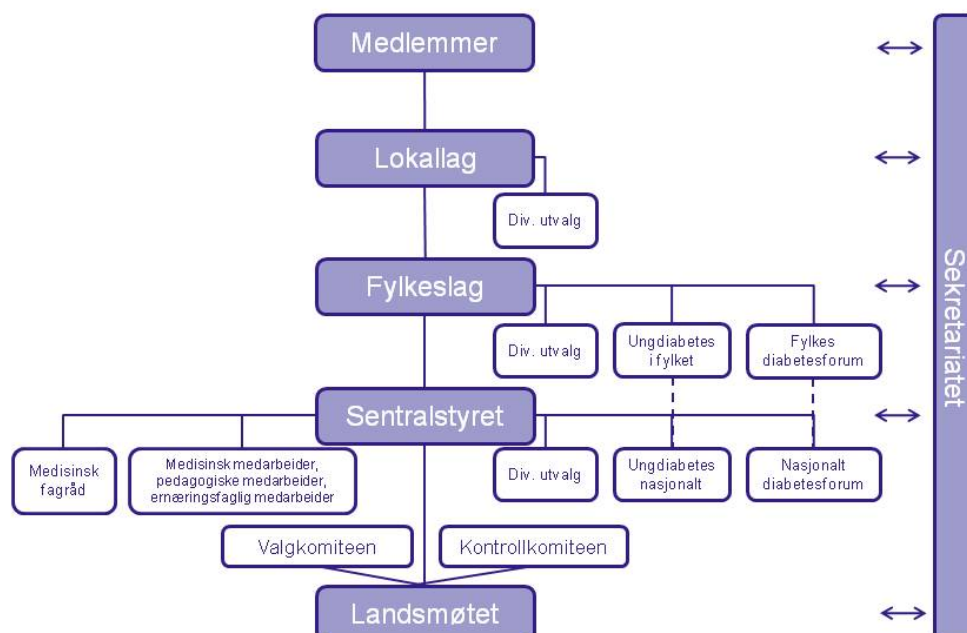 Medlemmer
Lokallag
Div. utvalg
Fylkeslag
Div. utvalg
Ungdiabetes
i fylket
Fylkes
diabetesforum
Sentralstyret
Medisinsk
fagråd
Medisinsk medarbeider,
pedagogiske medarbeider,
ernæringsfaglig medarbeider
Div. utvalg
Ungdiabetes
nasjonalt
Nasjonalt
diabetesforum
Valgkomiteen
Kontrollkomiteen
Landsmøtet
Sekretariatet